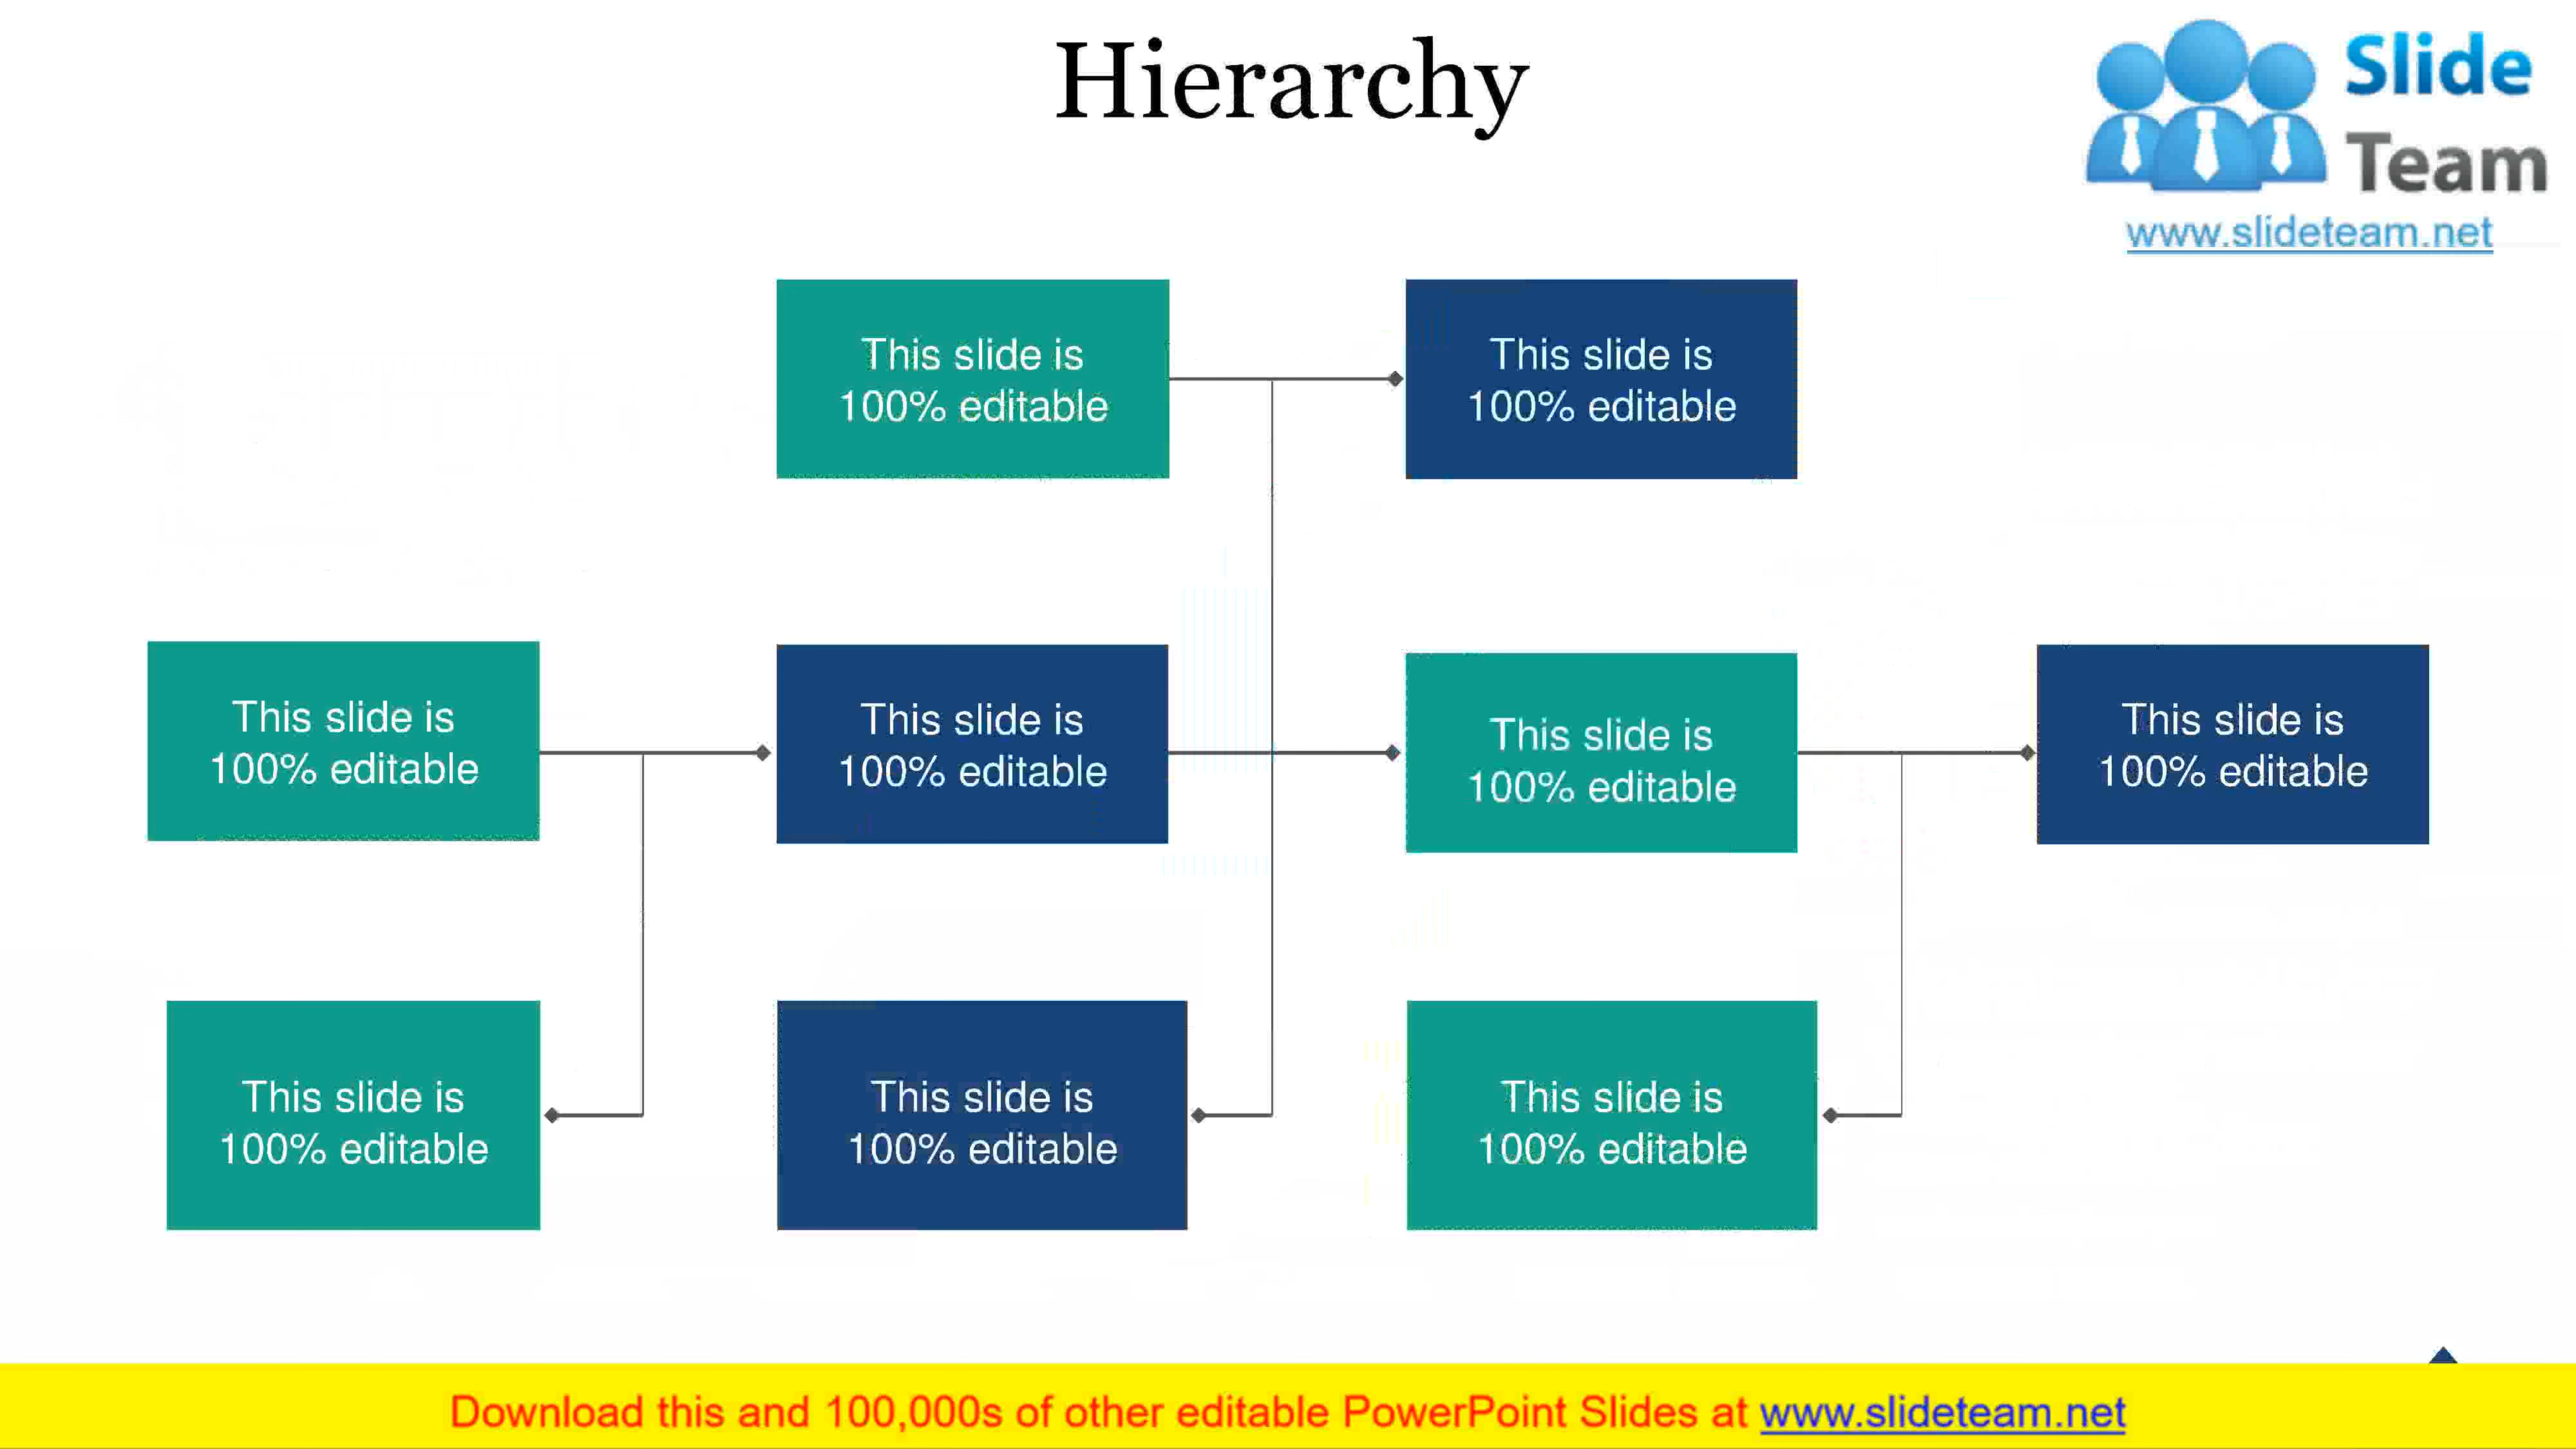 Hierarchy
Slide
Team
www.slideteam.net
This slide is
100% editable
This slide is
100% editable
This slide is
100% editable
This slide is
100% editable
This slide is
100% editable
This slide is
100% editable
This slide is
100% editable
This slide is
100% editable
This slide is
100% editable
Download this and 100,000s of other editable PowerPoint Slides at www.slideteam.net